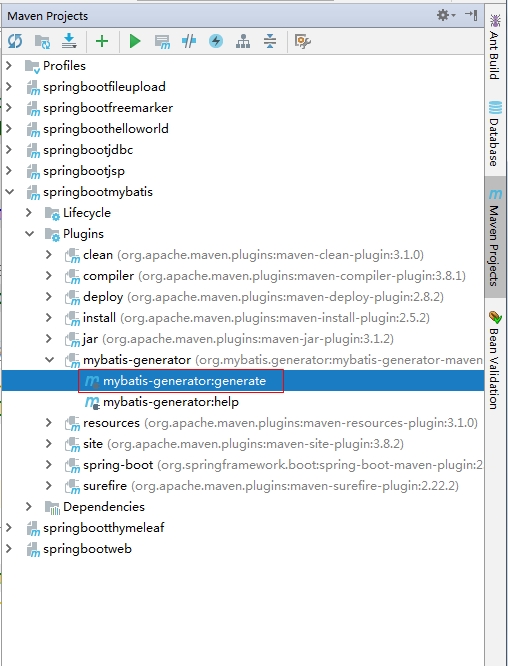 Maven Projects
Profiles
springbootfileupload
springbootfreemarker
springboothelloworld
springbootjdbc
springbootjsp
springbootmybatis
Lifecycle
Plugins
clean (org.apache.maven.plugins:maven-clean-plugin:3.1.0)
compiler (org.apache.maven.plugins:maven-compiler-plugin:3.8.1)
deploy (org.apache.maven.plugins:maven-deploy-plugin:2.8.2)
install (org.apache.maven.plugins:maven-install-plugin:2.5.2)
jar (org.apache.maven.plugins:maven-jar-plugin:3.1.2)
mybatis-generator (org.mybatis.generator:mybatis-generator-maven
mybatis-generator:generate
mybatis-generator:help
resources (org.apache.maven.plugins:maven-resources-plugin:3.1.0)
site (org.apache.maven.plugins:maven-site-plugin:3.8.2)
spring-boot (org.springframework.boot:spring-boot-maven-plugin:2
surefire (org.apache.maven.plugins:maven-surefire-plugin:2.22.2)
Dependencies
springbootthymeleaf
springbootweb
Ant Build
Database
Maven Projects
Bean Validation